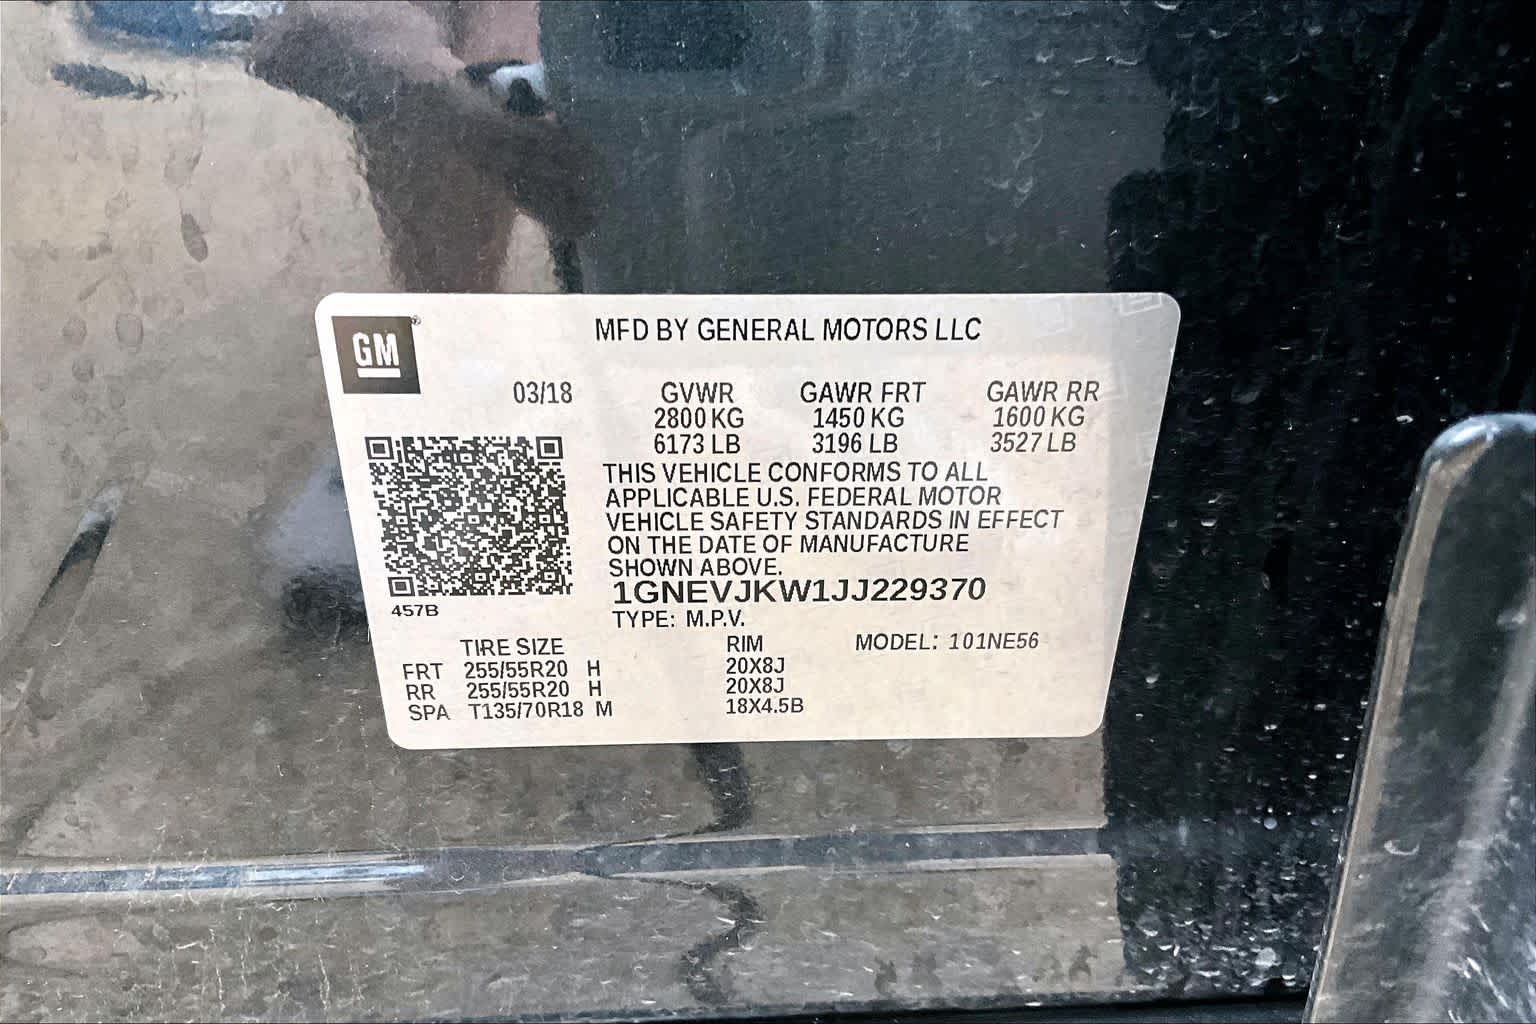 GM
MFD BY GENERAL MOTORS LLC
03/18 GVWR GAWR FRT GAWR RR
2800 KG 1450 KG 1600 KG
6173 LB 3196 LB 3527 LB
THIS VEHICLE CONFORMS TO ALL
APPLICABLE U.S. FEDERAL MOTOR
VEHICLE SAFETY STANDARDS IN EFFECT
ON THE DATE OF MANUFACTURE
SHOWN ABOVE.
1GNEVJKW1JJ229370
457B
TYPE: M.P.V.
TIRE SIZE RIM MODEL: 101NE56
FRT 255/55R20 H 20X8J
RR 255/55R20 H 20X8J
SPA T135/70R18 M 18X4.5B